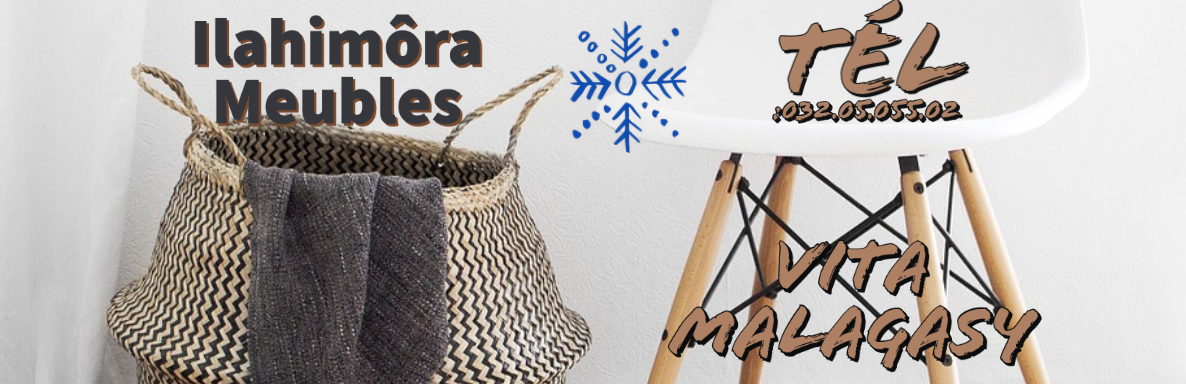 Ilahimôra
Meubles
TÉL
:032.05.055.02
VITA
MALAGASY